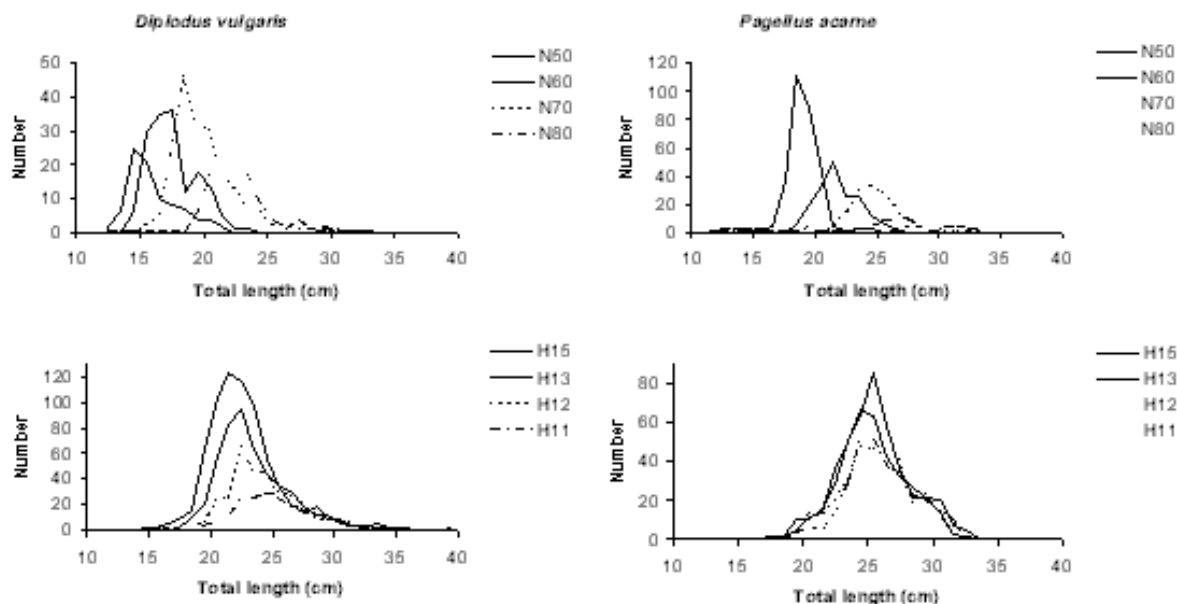 Diplodus vulgaris
N50
N60
N70
N80
50
40
30
20
10
0
Number
10 15 20 25 30 35 40
Total length (cm)
Pagellus acarne
N50
N60
N70
N80
120
100
80
60
40
20
0
Number
10 15 20 25 30 35 40
Total length (cm)
H15
H13
H12
H11
120
100
80
60
40
20
0
Number
10 15 20 25 30 35 40
Total length (cm)
H15
H13
H12
H11
80
60
40
20
0
Number
10 15 20 25 30 35 40
Total length (cm)